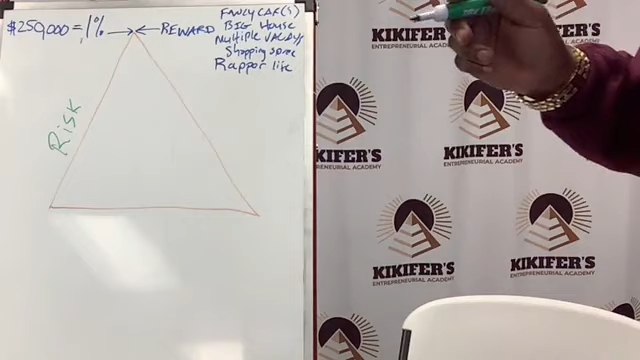 $250,000 = .1% → ← REWARD
FANCY CAR(S)
BIG House
Multiple vacays
Shopping spree
Rapper life
Risk
KIKIFER'S
ENTREPRENEURIAL ACADEMY
KIKIFER'S
ENTREPRENEURIAL ACADEMY
KIKIFER'S
ENTREPRENEURIAL ACADEMY
KIKIFER'S
ENTREPRENEURIAL ACADEMY
KIKIFER'S
ENTREPRENEURIAL ACADEMY